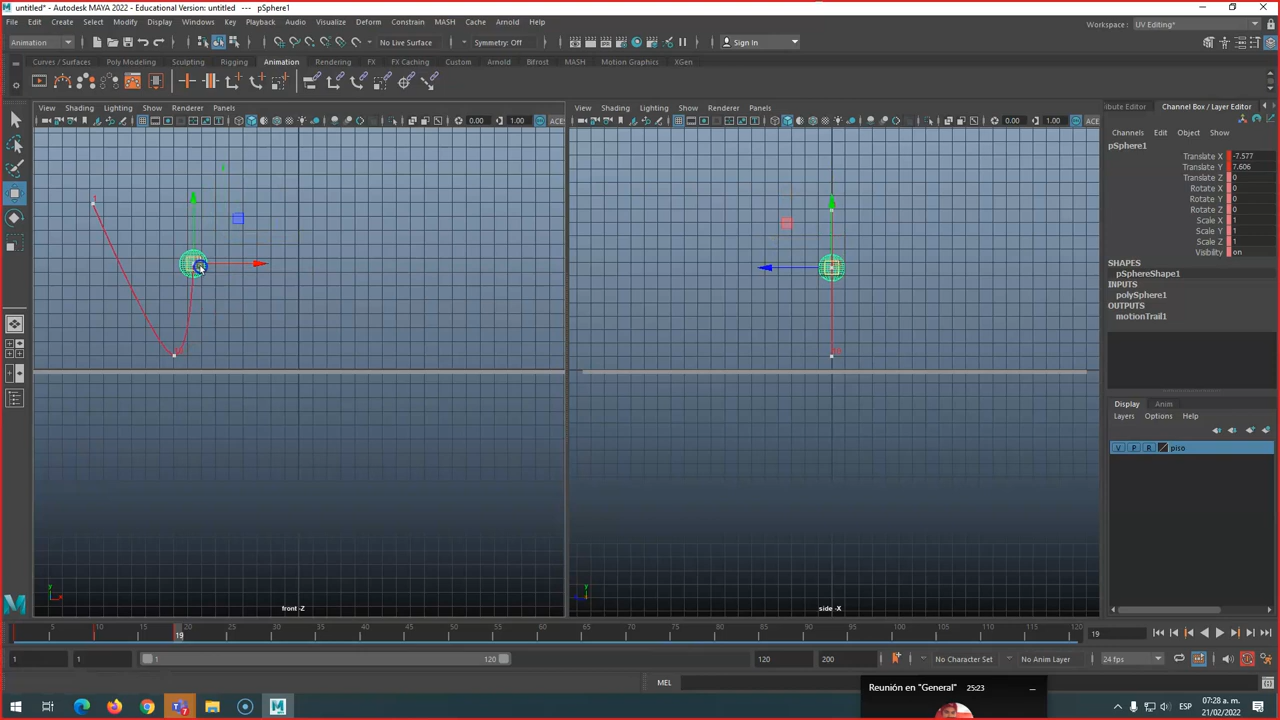 untitled* - Autodesk MAYA 2022 - Educational Version: untitled --- pSphere1
File Edit Create Select Modify Display Windows Key Playback Audio Visualize Deform Constrain MASH Cache Arnold Help
Workspace : UV Editing*
Animation No Live Surface Symmetry: Off Sign In
Curves / Surfaces Poly Modeling Sculpting Rigging Animation Rendering FX FX Caching Custom Arnold Bifrost MASH Motion Graphics XGen
View Shading Lighting Show Renderer Panels
0.00 1.00 ACE
View Shading Lighting Show Renderer Panels
0.00 1.00 ACE
1
front -Z
side -X
y x
y
bute Editor Channel Box / Layer Editor
Channels Edit Object Show
pSphere1
Translate X -7.577
Translate Y 7.606
Translate Z 0
Rotate X 0
Rotate Y 0
Rotate Z 0
Scale X 1
Scale Y 1
Scale Z 1
Visibility on
SHAPES
pSphereShape1
INPUTS
polySphere1
OUTPUTS
motionTrail1
Display Anim
Layers Options Help
V P R piso
5 10 15 20 25 30 35 40 45 50 55 60 65 70 75 80 85 90 95 100 105 110 115 120
19
19
1 1 1 120 120 200 No Character Set No Anim Layer 24 fps
MEL
Reunión en "General" 25:23
ESP
07:28 a. m.
21/02/2022